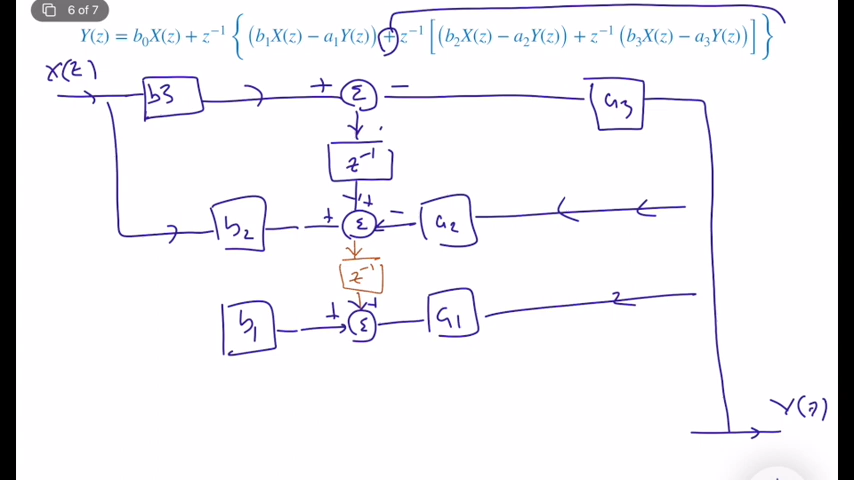 6 of 7
Y(z) = b₀X(z) + z⁻¹ { (b₁X(z) − a₁Y(z)) + z⁻¹ [(b₂X(z) − a₂Y(z)) + z⁻¹ (b₃X(z) − a₃Y(z))] }
X(z)
b3 + Σ − a3
z⁻¹
+
b2 + Σ − a2
z⁻¹
+ +
b1 Σ a1
Y(z)